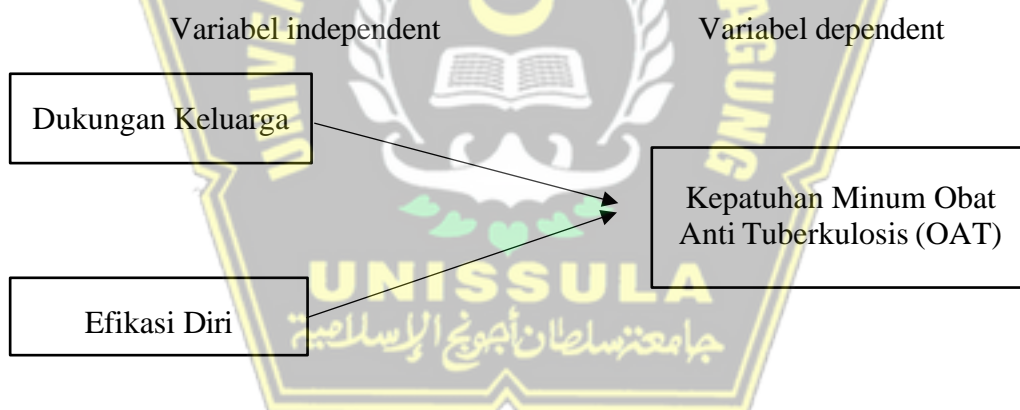 Variabel independent
Variabel dependent
Dukungan Keluarga
Kepatuhan Minum Obat
Anti Tuberkulosis (OAT)
Efikasi Diri
UNISSULA
جامعة سلطان أجونج الإسلامية
AGUNG